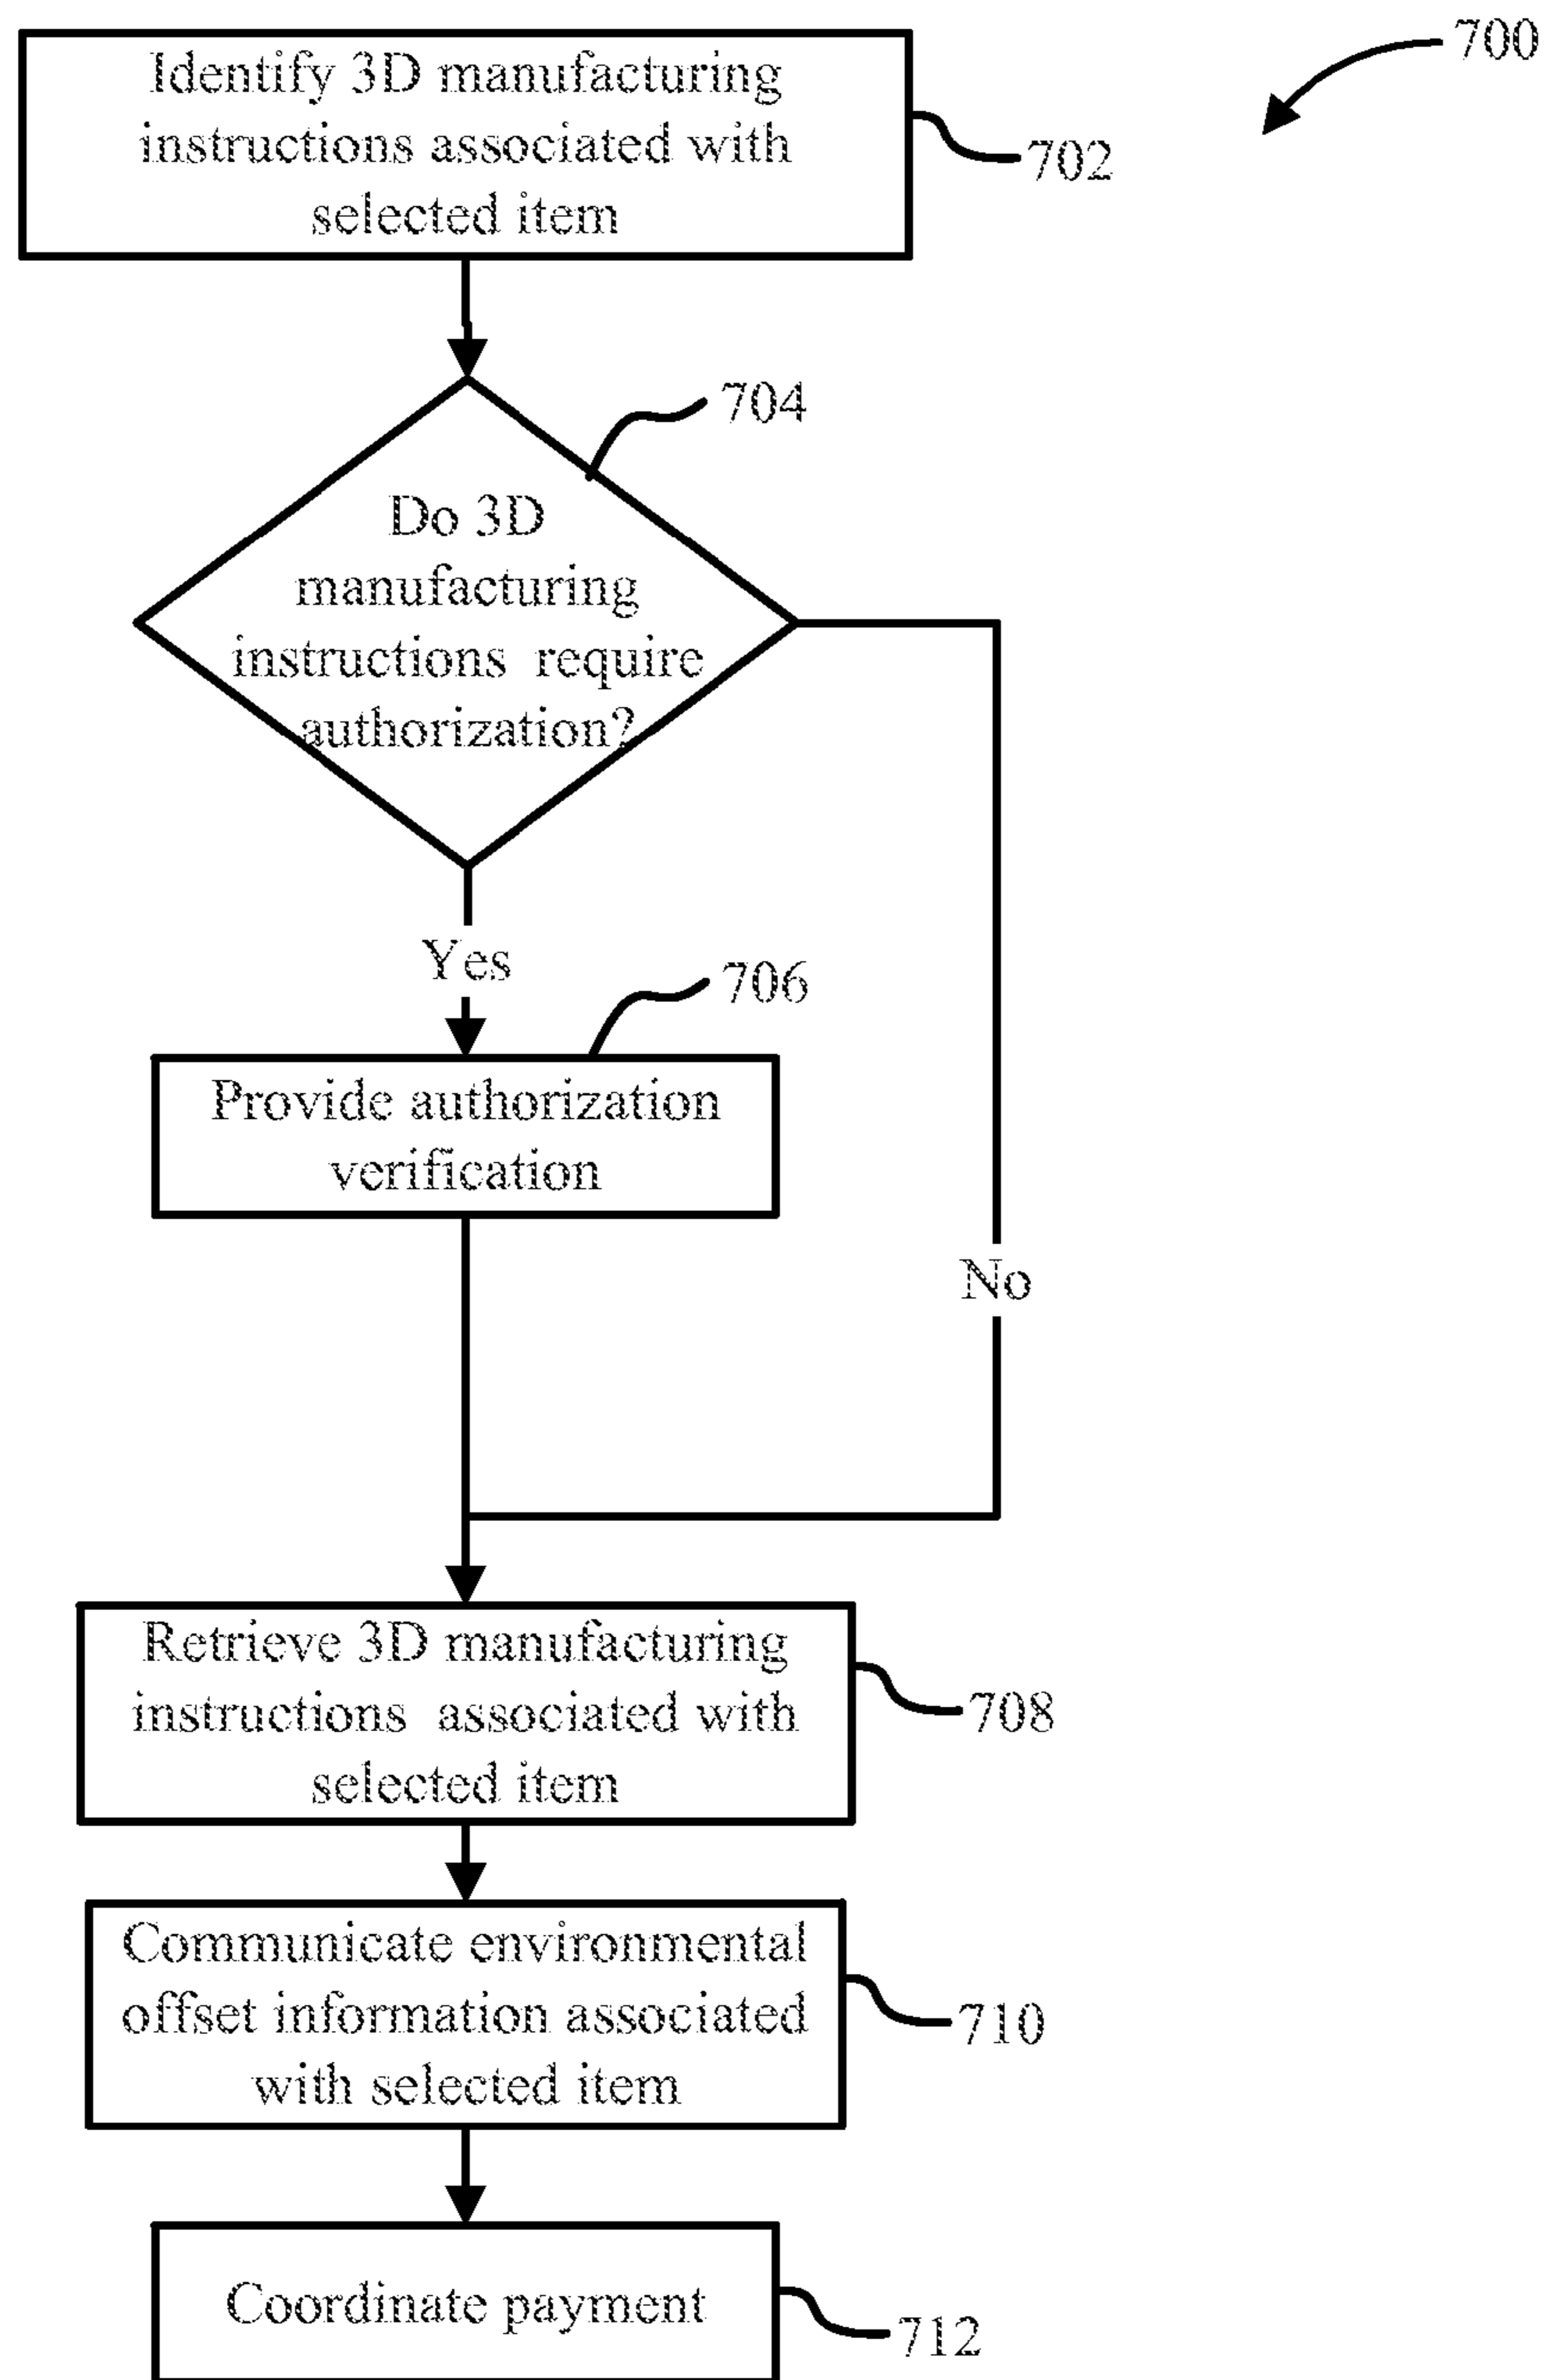 700
Identify 3D manufacturing
instructions associated with
selected item
702
704
Do 3D
manufacturing
instructions require
authorization?
Yes
706
Provide authorization
verification
No
Retrieve 3D manufacturing
instructions associated with
selected item
708
Communicate environmental
offset information associated
with selected item
710
Coordinate payment
712